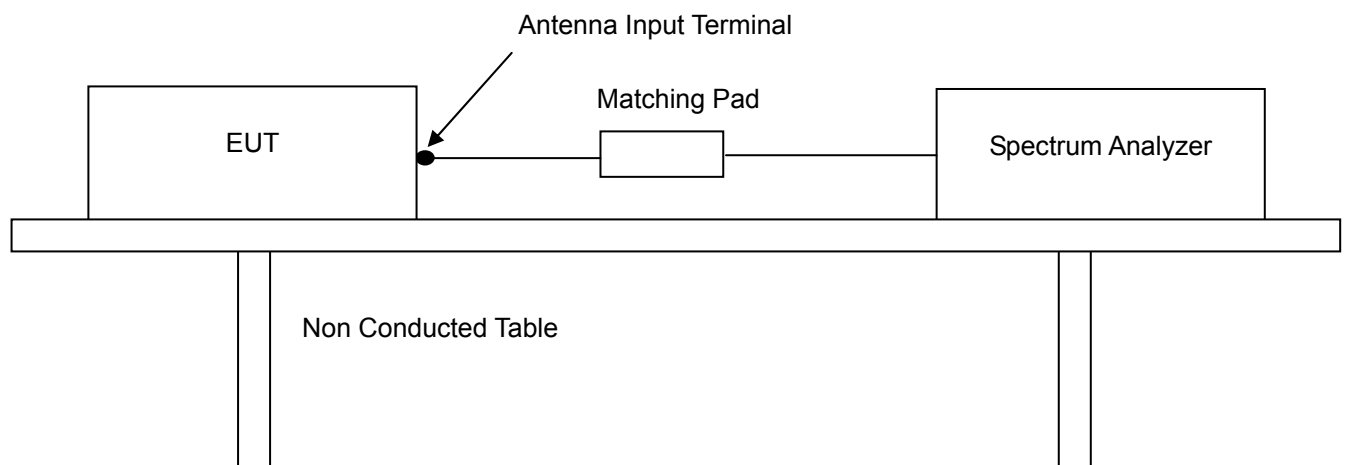 Antenna Input Terminal
Matching Pad
EUT
Spectrum Analyzer
Non Conducted Table